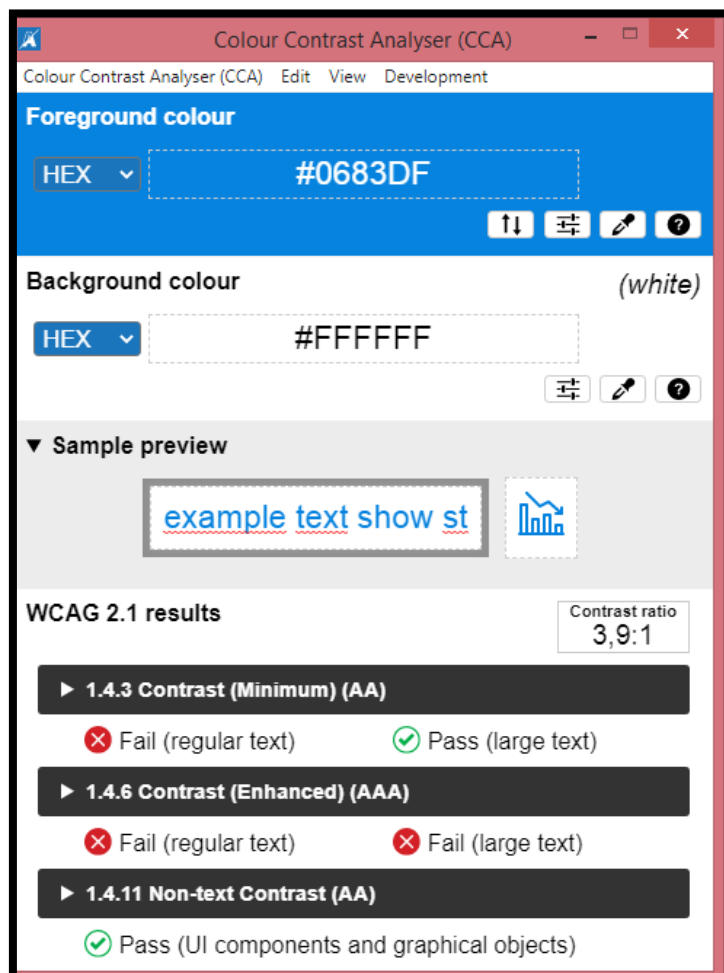 Colour Contrast Analyser (CCA)
Colour Contrast Analyser (CCA) Edit View Development
Foreground colour
HEX #0683DF
Background colour (white)
HEX #FFFFFF
▼ Sample preview
example text show st
WCAG 2.1 results
Contrast ratio
3,9:1
▶ 1.4.3 Contrast (Minimum) (AA)
Fail (regular text) Pass (large text)
▶ 1.4.6 Contrast (Enhanced) (AAA)
Fail (regular text) Fail (large text)
▶ 1.4.11 Non-text Contrast (AA)
Pass (UI components and graphical objects)